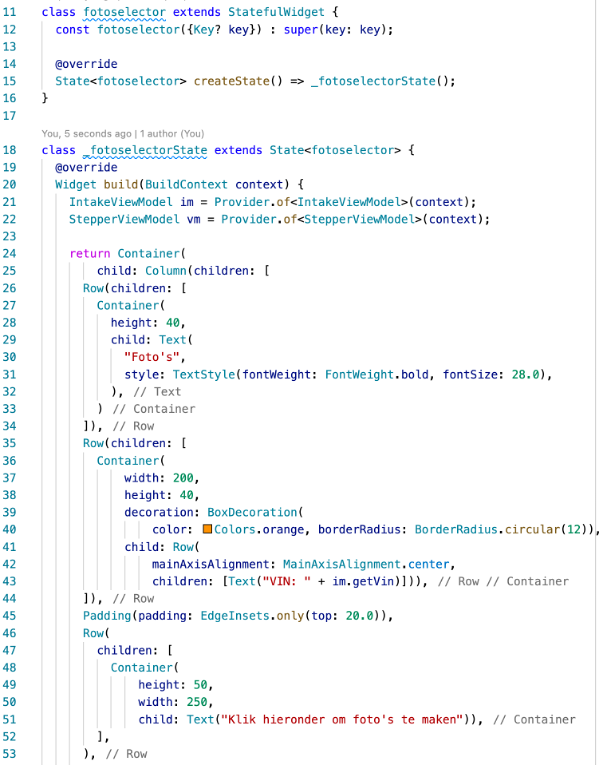 11 class fotoselector extends StatefulWidget {
12   const fotoselector({Key? key}) : super(key: key);
13
14   @override
15   State<fotoselector> createState() => _fotoselectorState();
16 }
17
You, 5 seconds ago | 1 author (You)
18 class _fotoselectorState extends State<fotoselector> {
19   @override
20   Widget build(BuildContext context) {
21     IntakeViewModel im = Provider.of<IntakeViewModel>(context);
22     StepperViewModel vm = Provider.of<StepperViewModel>(context);
23
24     return Container(
25         child: Column(children: [
26       Row(children: [
27         Container(
28           height: 40,
29           child: Text(
30             "Foto's",
31             style: TextStyle(fontWeight: FontWeight.bold, fontSize: 28.0),
32           ), // Text
33         ) // Container
34       ]), // Row
35       Row(children: [
36         Container(
37             width: 200,
38             height: 40,
39             decoration: BoxDecoration(
40                 color: Colors.orange, borderRadius: BorderRadius.circular(12)),
41             child: Row(
42                 mainAxisAlignment: MainAxisAlignment.center,
43                 children: [Text("VIN: " + im.getVin)])), // Row // Container
44       ]), // Row
45       Padding(padding: EdgeInsets.only(top: 20.0)),
46       Row(
47         children: [
48           Container(
49               height: 50,
50               width: 250,
51               child: Text("Klik hieronder om foto's te maken")), // Container
52         ],
53       ), // Row